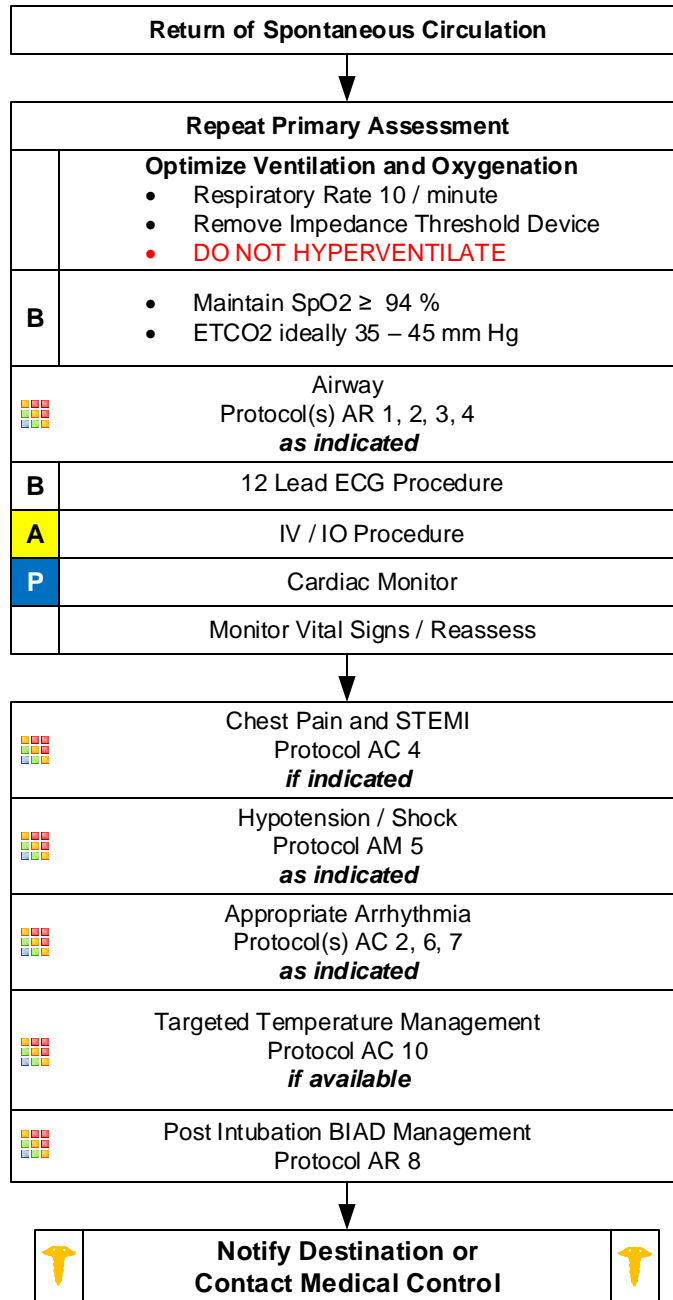 Return of Spontaneous Circulation
Repeat Primary Assessment
Optimize Ventilation and Oxygenation
• Respiratory Rate 10 / minute
• Remove Impedance Threshold Device
• DO NOT HYPERVENTILATE
B
• Maintain SpO2 ≥ 94 %
• ETCO2 ideally 35 – 45 mm Hg
Airway
Protocol(s) AR 1, 2, 3, 4
as indicated
B
12 Lead ECG Procedure
A
IV / IO Procedure
P
Cardiac Monitor
Monitor Vital Signs / Reassess
Chest Pain and STEMI
Protocol AC 4
if indicated
Hypotension / Shock
Protocol AM 5
as indicated
Appropriate Arrhythmia
Protocol(s) AC 2, 6, 7
as indicated
Targeted Temperature Management
Protocol AC 10
if available
Post Intubation BIAD Management
Protocol AR 8
Notify Destination or
Contact Medical Control